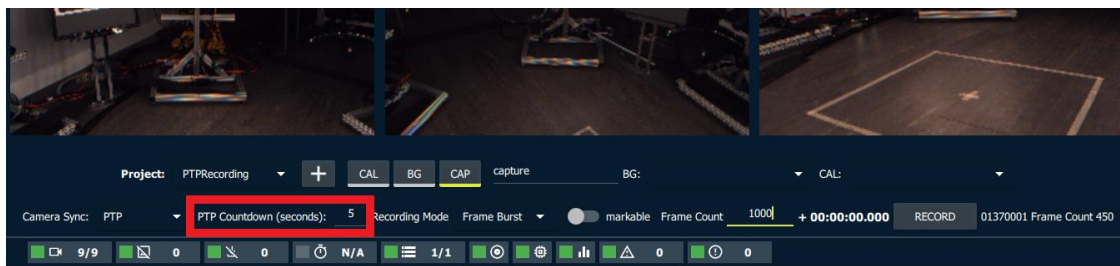 Project: PTPRecording + CAL BG CAP capture BG: CAL:
Camera Sync: PTP PTP Countdown (seconds): 5 Recording Mode Frame Burst markable Frame Count 1000 + 00:00:00.000 RECORD 01370001 Frame Count 450
9/9 0 0 N/A 1/1 0 0